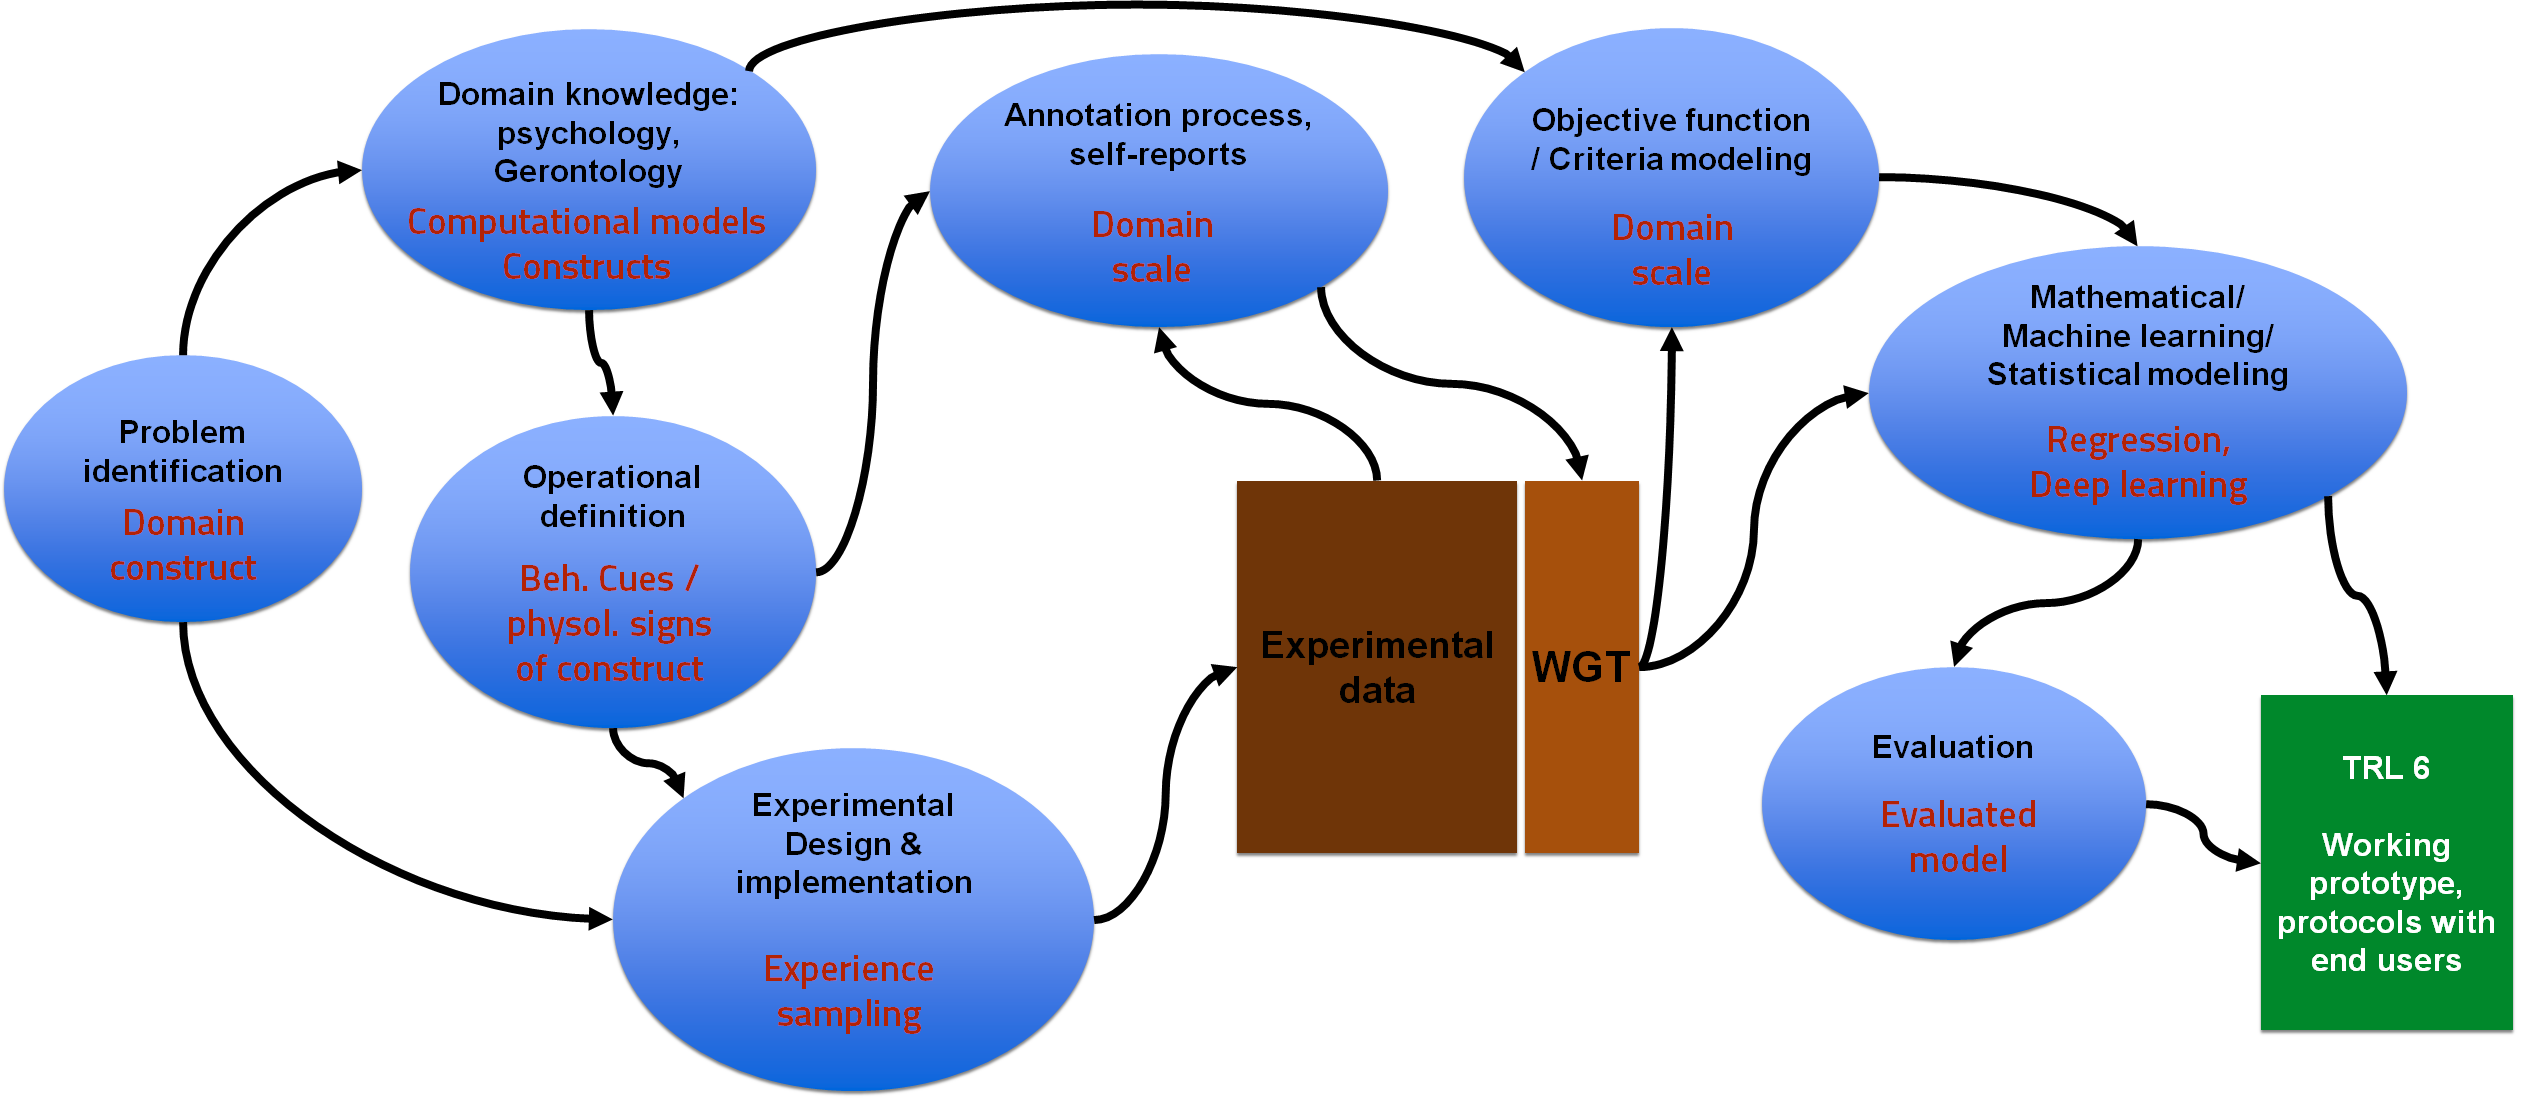 Domain knowledge:
psychology,
Gerontology
Computational models
Constructs
Annotation process,
self-reports
Domain
scale
Objective function
/ Criteria modeling
Domain
scale
Mathematical/
Machine learning/
Statistical modeling
Regression,
Deep learning
Problem
identification
Domain
construct
Operational
definition
Beh. Cues /
physol. signs
of construct
Experimental
data
WGT
Experimental
Design &
implementation
Experience
sampling
Evaluation
Evaluated
model
TRL 6
Working
prototype,
protocols with
end users